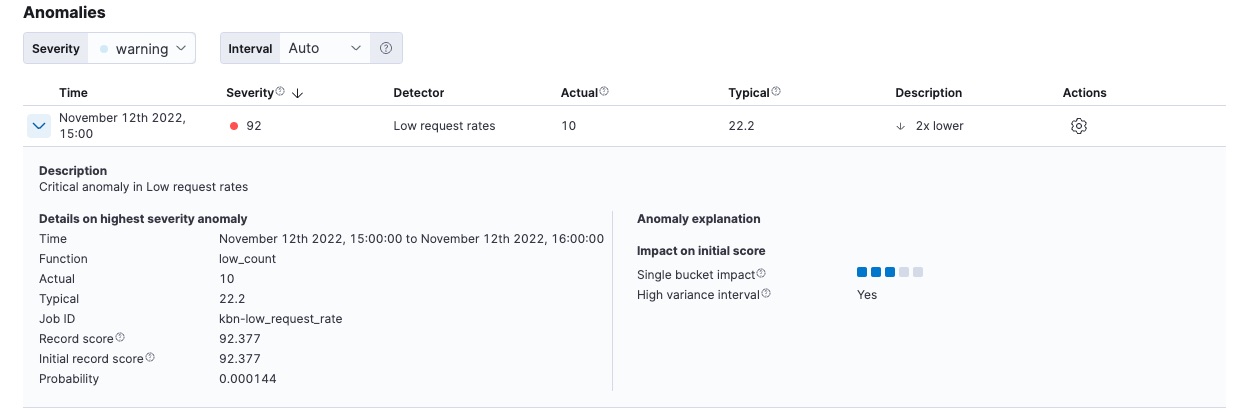 Anomalies
Severity warning Interval Auto
Time Severity Detector Actual Typical Description Actions
November 12th 2022, 15:00 92 Low request rates 10 22.2 2x lower
Description
Critical anomaly in Low request rates
Details on highest severity anomaly
Time November 12th 2022, 15:00:00 to November 12th 2022, 16:00:00
Function low_count
Actual 10
Typical 22.2
Job ID kbn-low_request_rate
Record score 92.377
Initial record score 92.377
Probability 0.000144
Anomaly explanation
Impact on initial score
Single bucket impact
High variance interval Yes